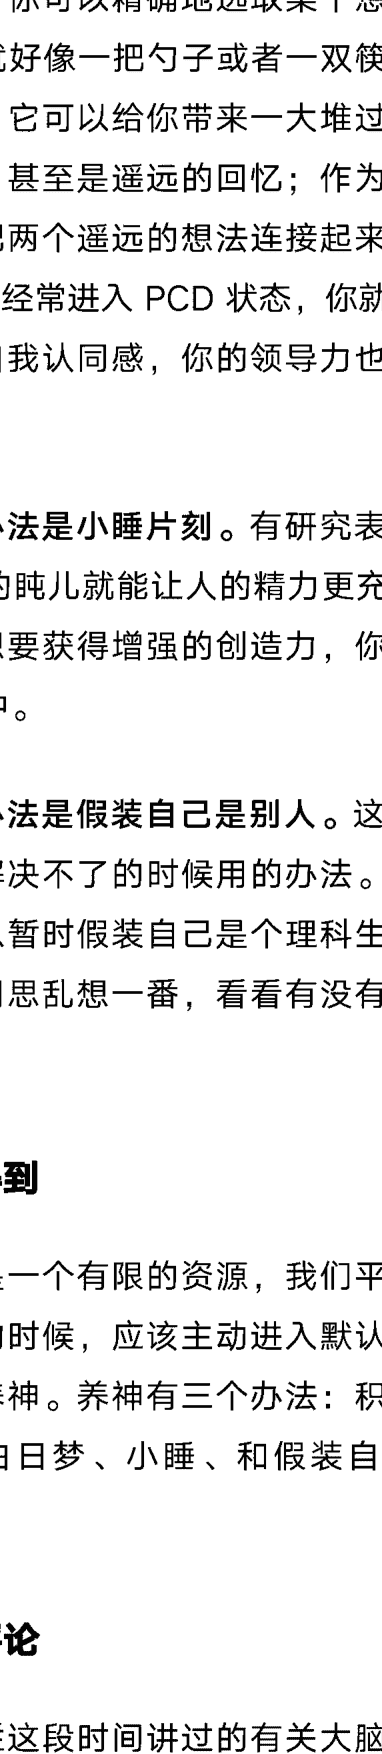 你可以精确地选取某个想
就好像一把勺子或者一双筷
它可以给你带来一大堆过
甚至是遥远的回忆；作为
把两个遥远的想法连接起来
经常进入 PCD 状态，你就
自我认同感，你的领导力也
办法是小睡片刻。有研究表
的盹儿就能让人的精力更充
想要获得增强的创造力，你
中。
办法是假装自己是别人。这
解决不了的时候用的办法。
以暂时假装自己是个理科生
胡思乱想一番，看看有没有
得到
是一个有限的资源，我们平
的时候，应该主动进入默认
养神。养神有三个办法：积
白日梦、小睡、和假装自
评论
这段时间讲过的有关大脑